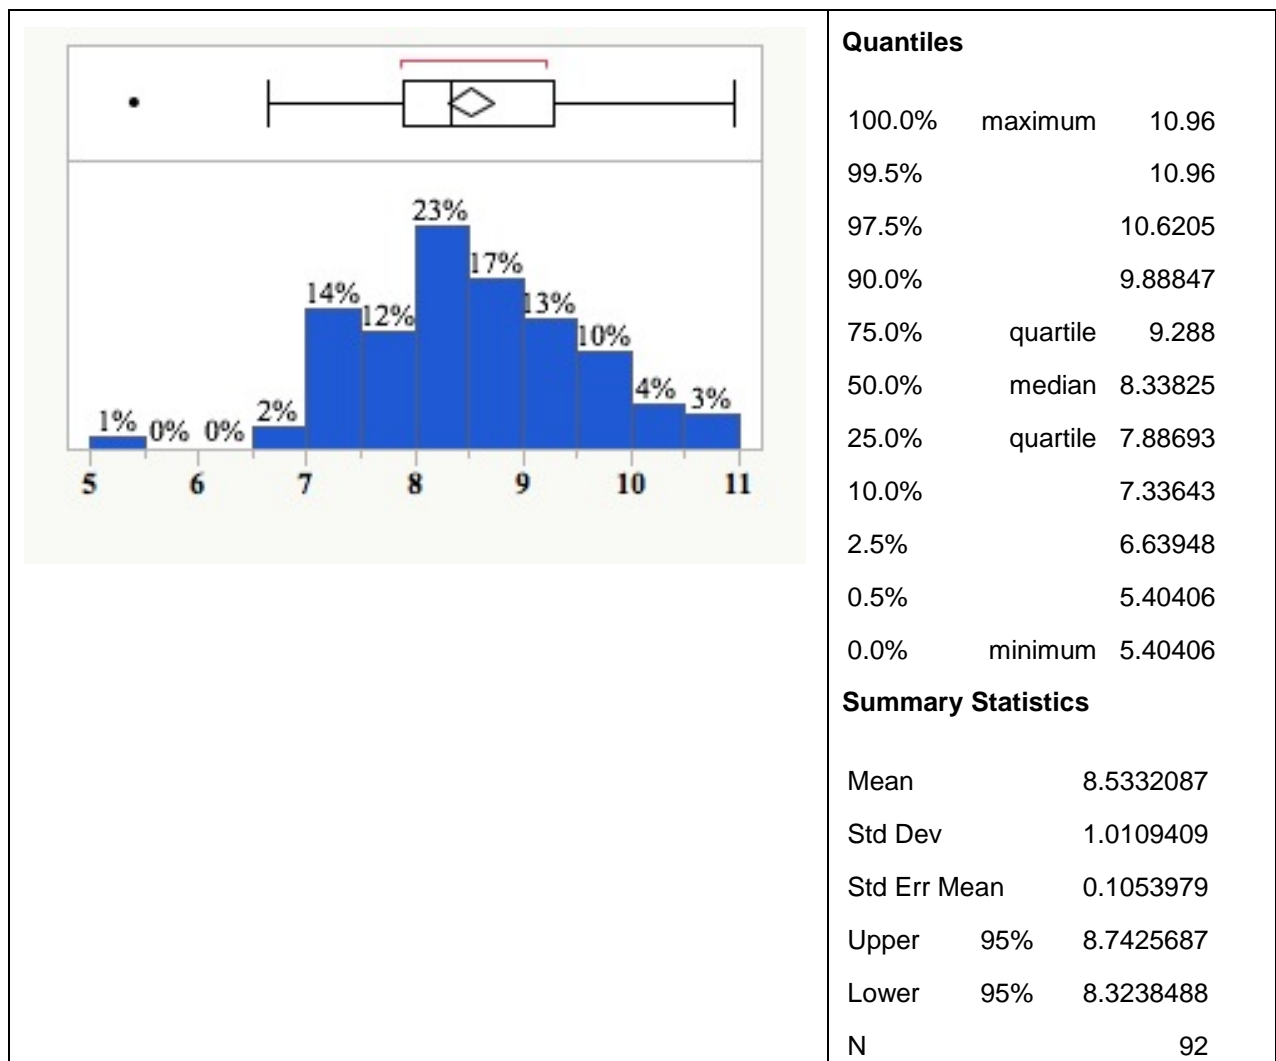 23%
17%
14%
13%
12%
10%
4%
3%
2%
1%
0%
0%
5 6 7 8 9 10 11
Quantiles
100.0% maximum 10.96
99.5% 10.96
97.5% 10.6205
90.0% 9.88847
75.0% quartile 9.288
50.0% median 8.33825
25.0% quartile 7.88693
10.0% 7.33643
2.5% 6.63948
0.5% 5.40406
0.0% minimum 5.40406
Summary Statistics
Mean 8.5332087
Std Dev 1.0109409
Std Err Mean 0.1053979
Upper 95% 8.7425687
Lower 95% 8.3238488
N 92